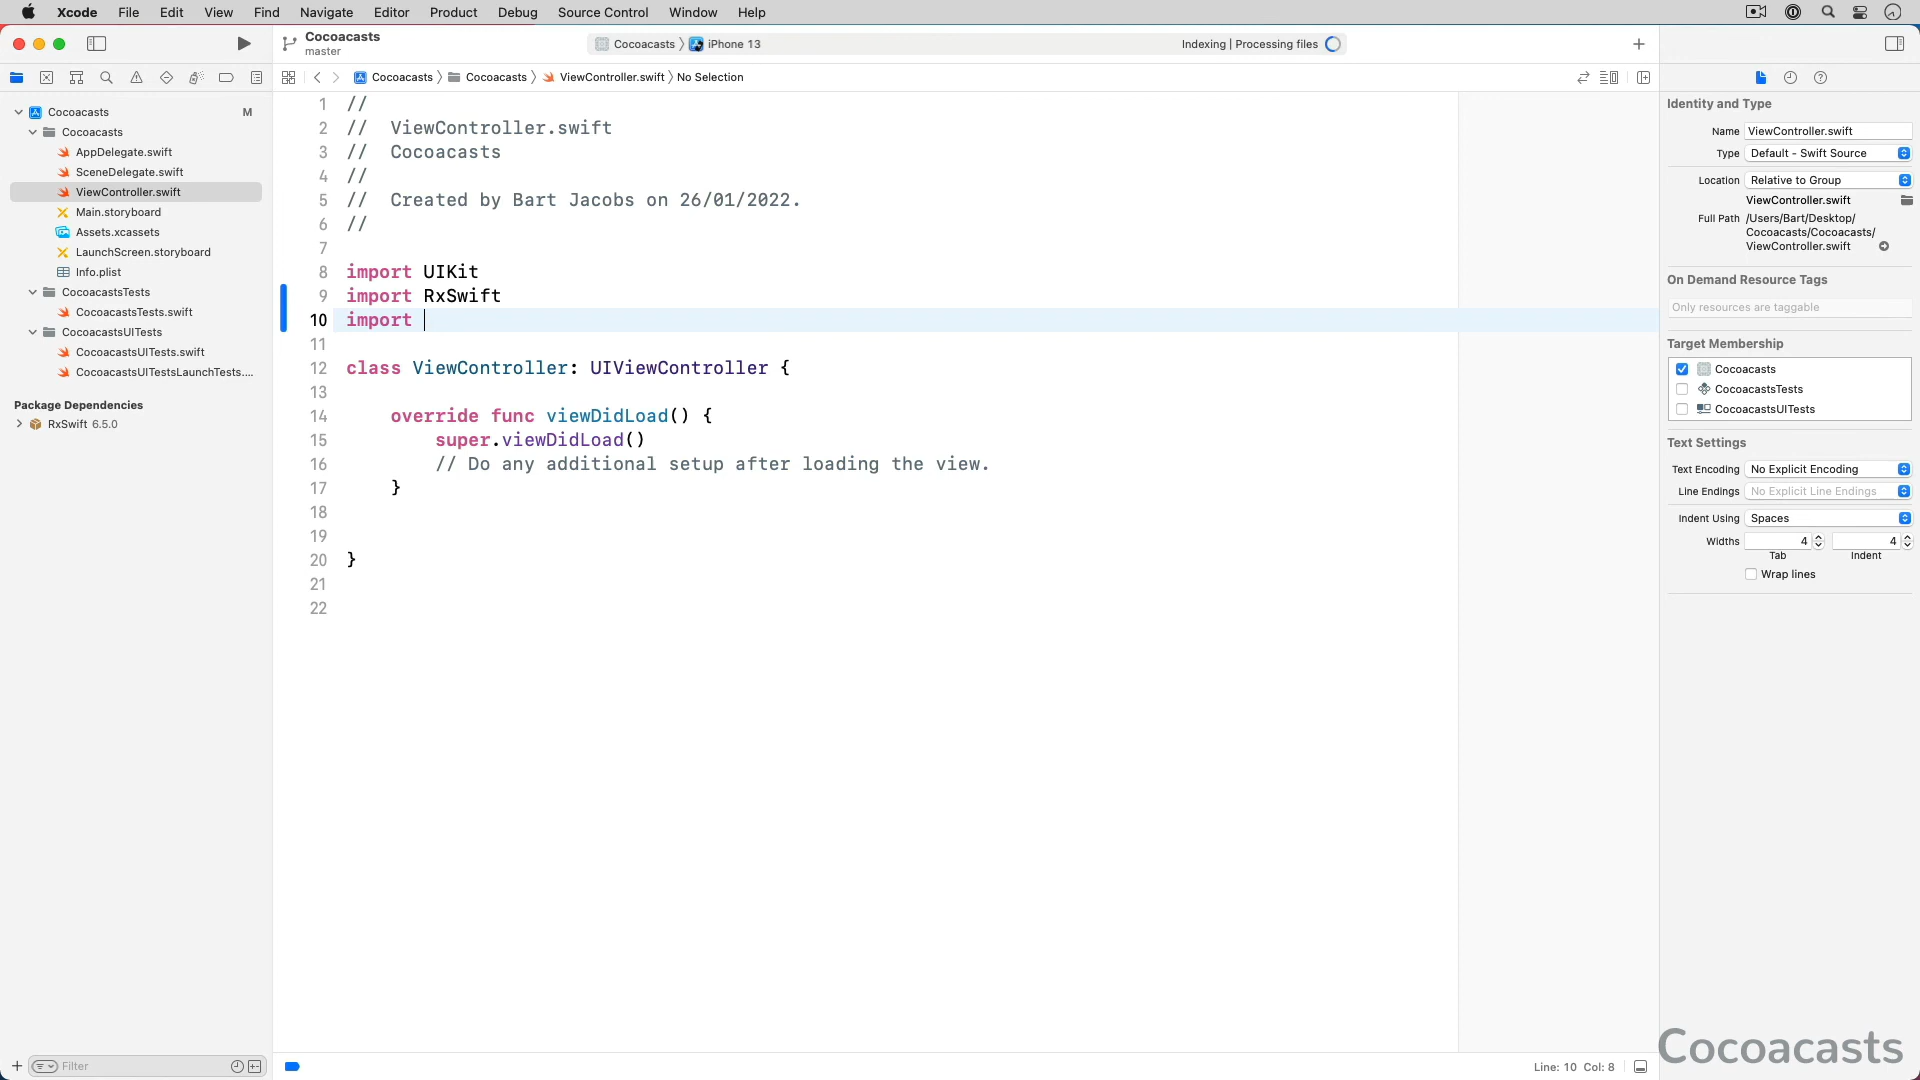 Xcode File Edit View Find Navigate Editor Product Debug Source Control Window Help
Cocoacasts
master
Cocoacasts iPhone 13 Indexing | Processing files
Cocoacasts Cocoacasts ViewController.swift No Selection
Cocoacasts M
Cocoacasts
AppDelegate.swift
SceneDelegate.swift
ViewController.swift
Main.storyboard
Assets.xcassets
LaunchScreen.storyboard
Info.plist
CocoacastsTests
CocoacastsTests.swift
CocoacastsUITests
CocoacastsUITests.swift
CocoacastsUITestsLaunchTests....
Package Dependencies
RxSwift 6.5.0
Filter
1 //
2 //  ViewController.swift
3 //  Cocoacasts
4 //
5 //  Created by Bart Jacobs on 26/01/2022.
6 //
7
8 import UIKit
9 import RxSwift
10 import
11
12 class ViewController: UIViewController {
13
14     override func viewDidLoad() {
15         super.viewDidLoad()
16         // Do any additional setup after loading the view.
17     }
18
19
20 }
21
22
Line: 10 Col: 8
Identity and Type
Name ViewController.swift
Type Default - Swift Source
Location Relative to Group
ViewController.swift
Full Path /Users/Bart/Desktop/
Cocoacasts/Cocoacasts/
ViewController.swift
On Demand Resource Tags
Only resources are taggable
Target Membership
Cocoacasts
CocoacastsTests
CocoacastsUITests
Text Settings
Text Encoding No Explicit Encoding
Line Endings No Explicit Line Endings
Indent Using Spaces
Widths 4 4
Tab Indent
Wrap lines
Cocoacasts